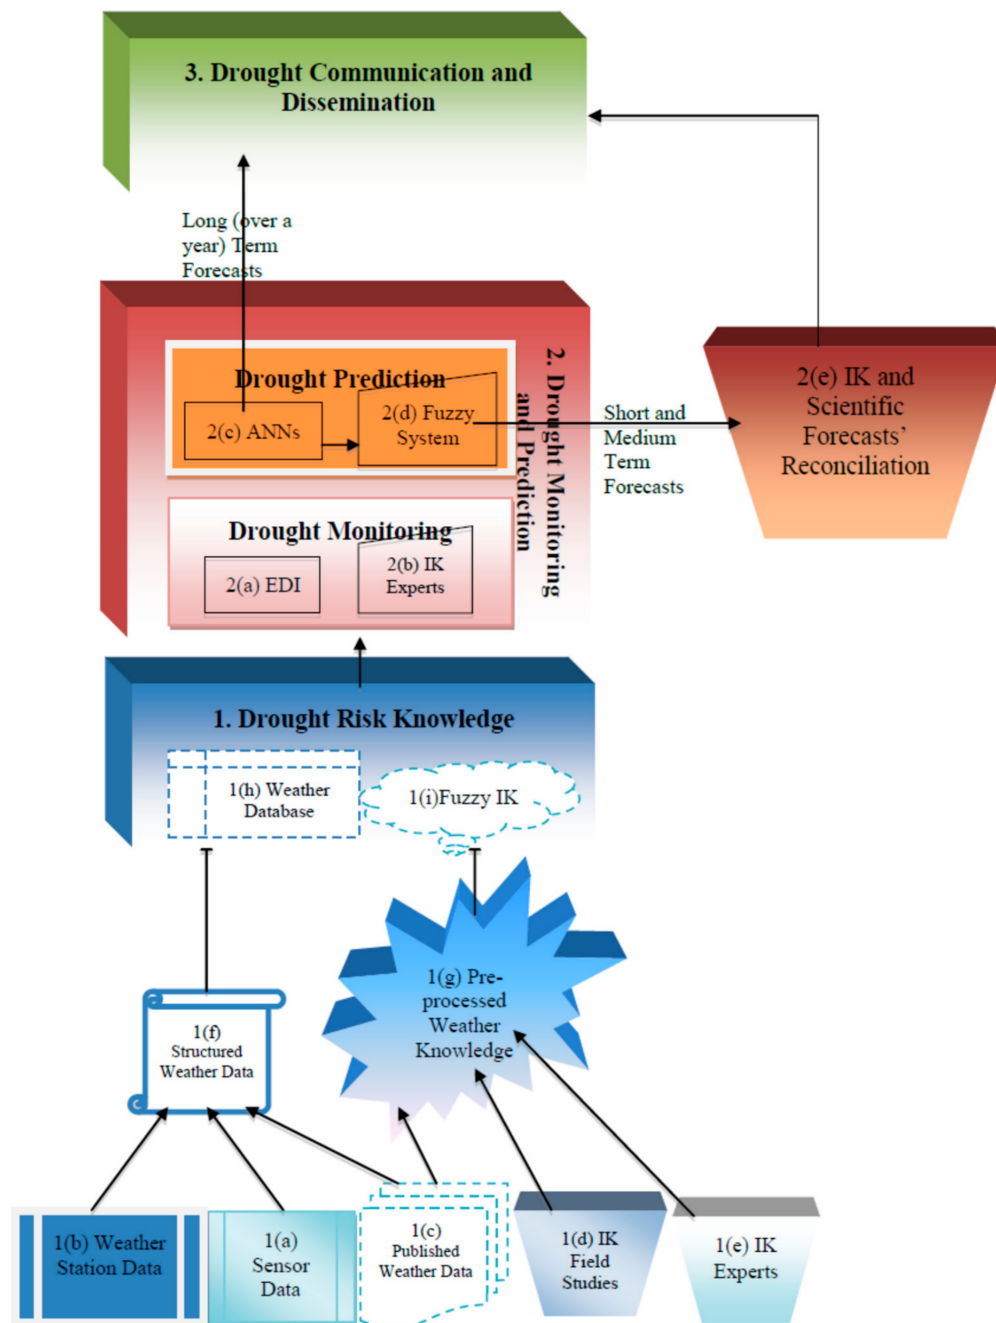 3. Drought Communication and
Dissemination
Long (over a
year) Term
Forecasts
Drought Prediction
2(c) ANNs
2(d) Fuzzy
System
2. Drought Monitoring
and Prediction
Short and
Medium
Term
Forecasts
2(e) IK and
Scientific
Forecasts’
Reconciliation
Drought Monitoring
2(a) EDI
2(b) IK
Experts
1. Drought Risk Knowledge
1(h) Weather
Database
1(i)Fuzzy IK
1(g) Pre-
processed
Weather
Knowledge
1(f)
Structured
Weather Data
1(b) Weather
Station Data
1(a)
Sensor
Data
1(c)
Published
Weather Data
1(d) IK
Field
Studies
1(e) IK
Experts